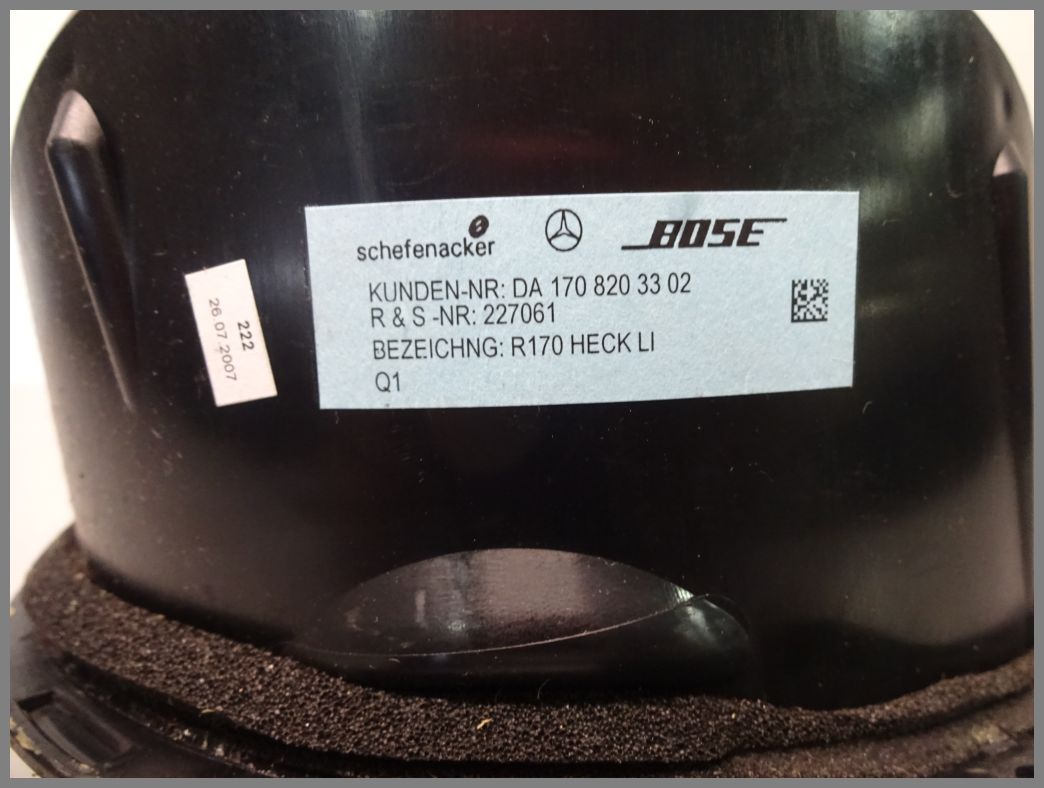 schefenacker
BOSE
KUNDEN-NR: DA 170 820 33 02
R & S -NR: 227061
BEZEICHNG: R170 HECK LI
Q1
222
26.07.2007